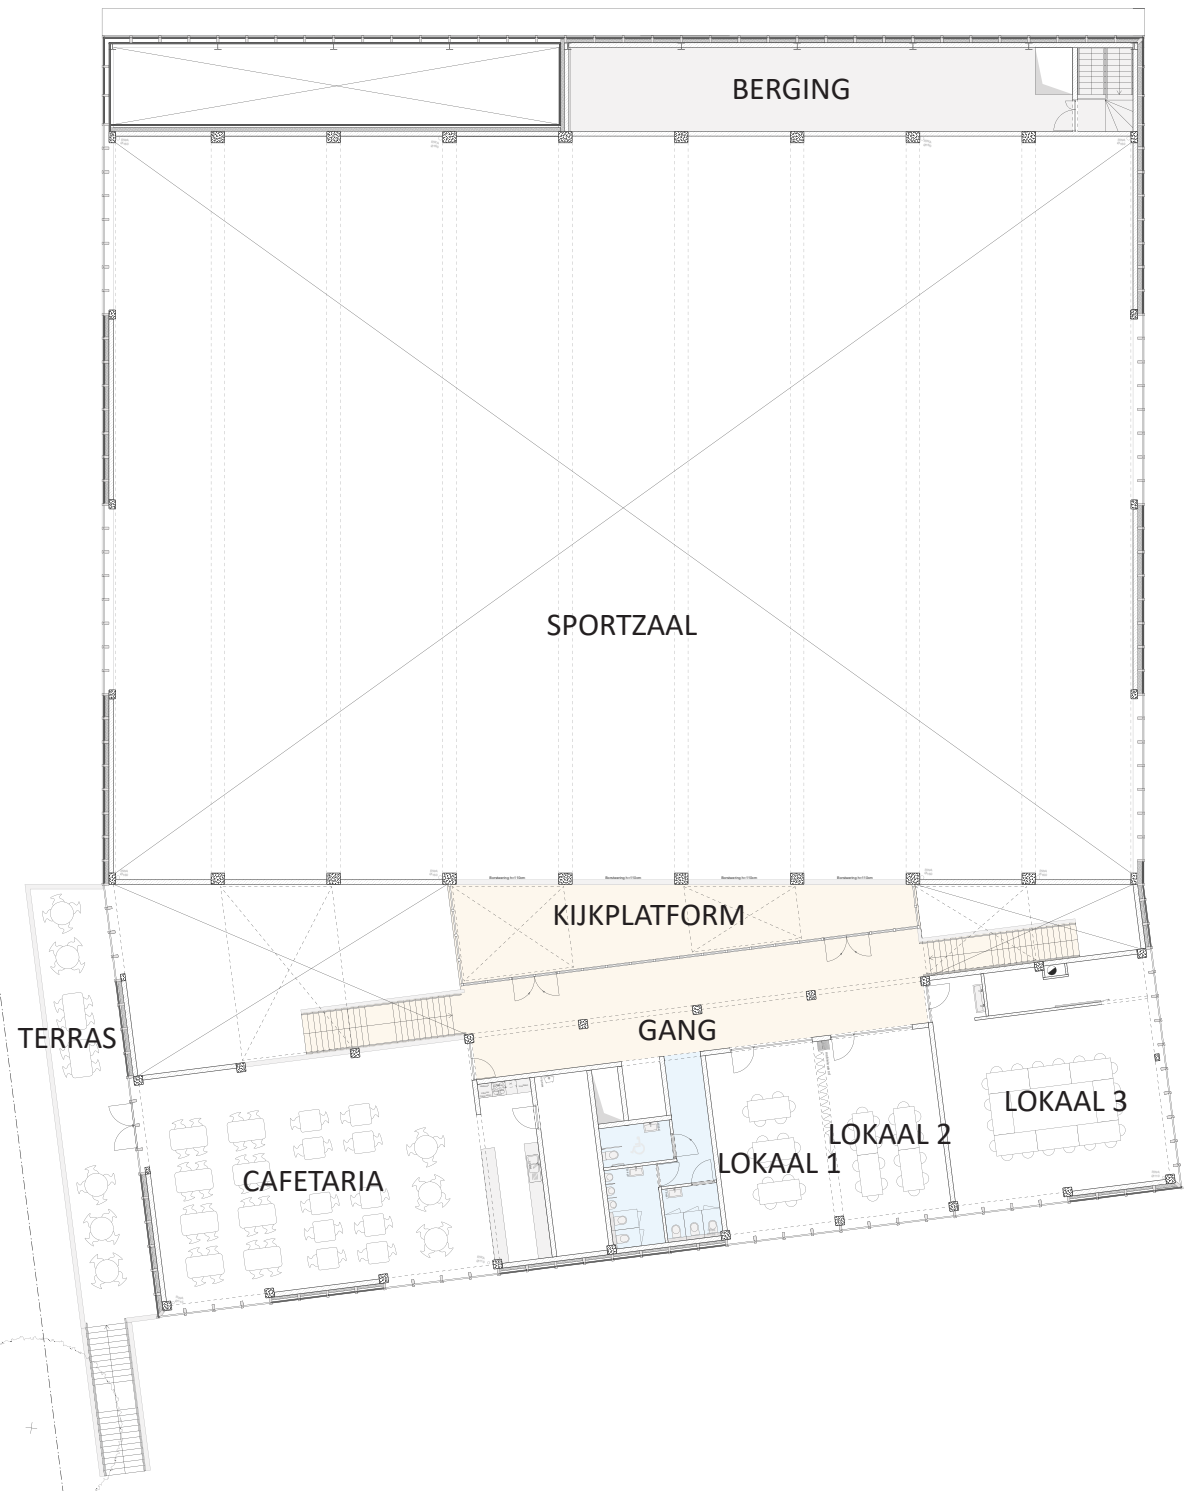 BERGING
SPORTZAAL
KIJKPLATFORM
GANG
TERRAS
LOKAAL 3
LOKAAL 2
LOKAAL 1
CAFETARIA